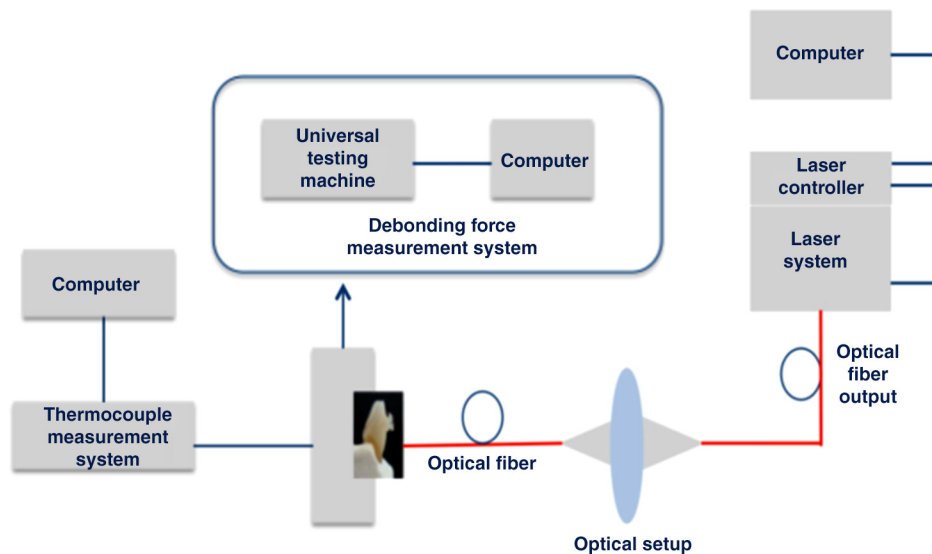 Computer
Universal
testing
machine
Computer
Debonding force
measurement system
Laser
controller
Laser
system
Computer
Optical
fiber
output
Thermocouple
measurement
system
Optical fiber
Optical setup